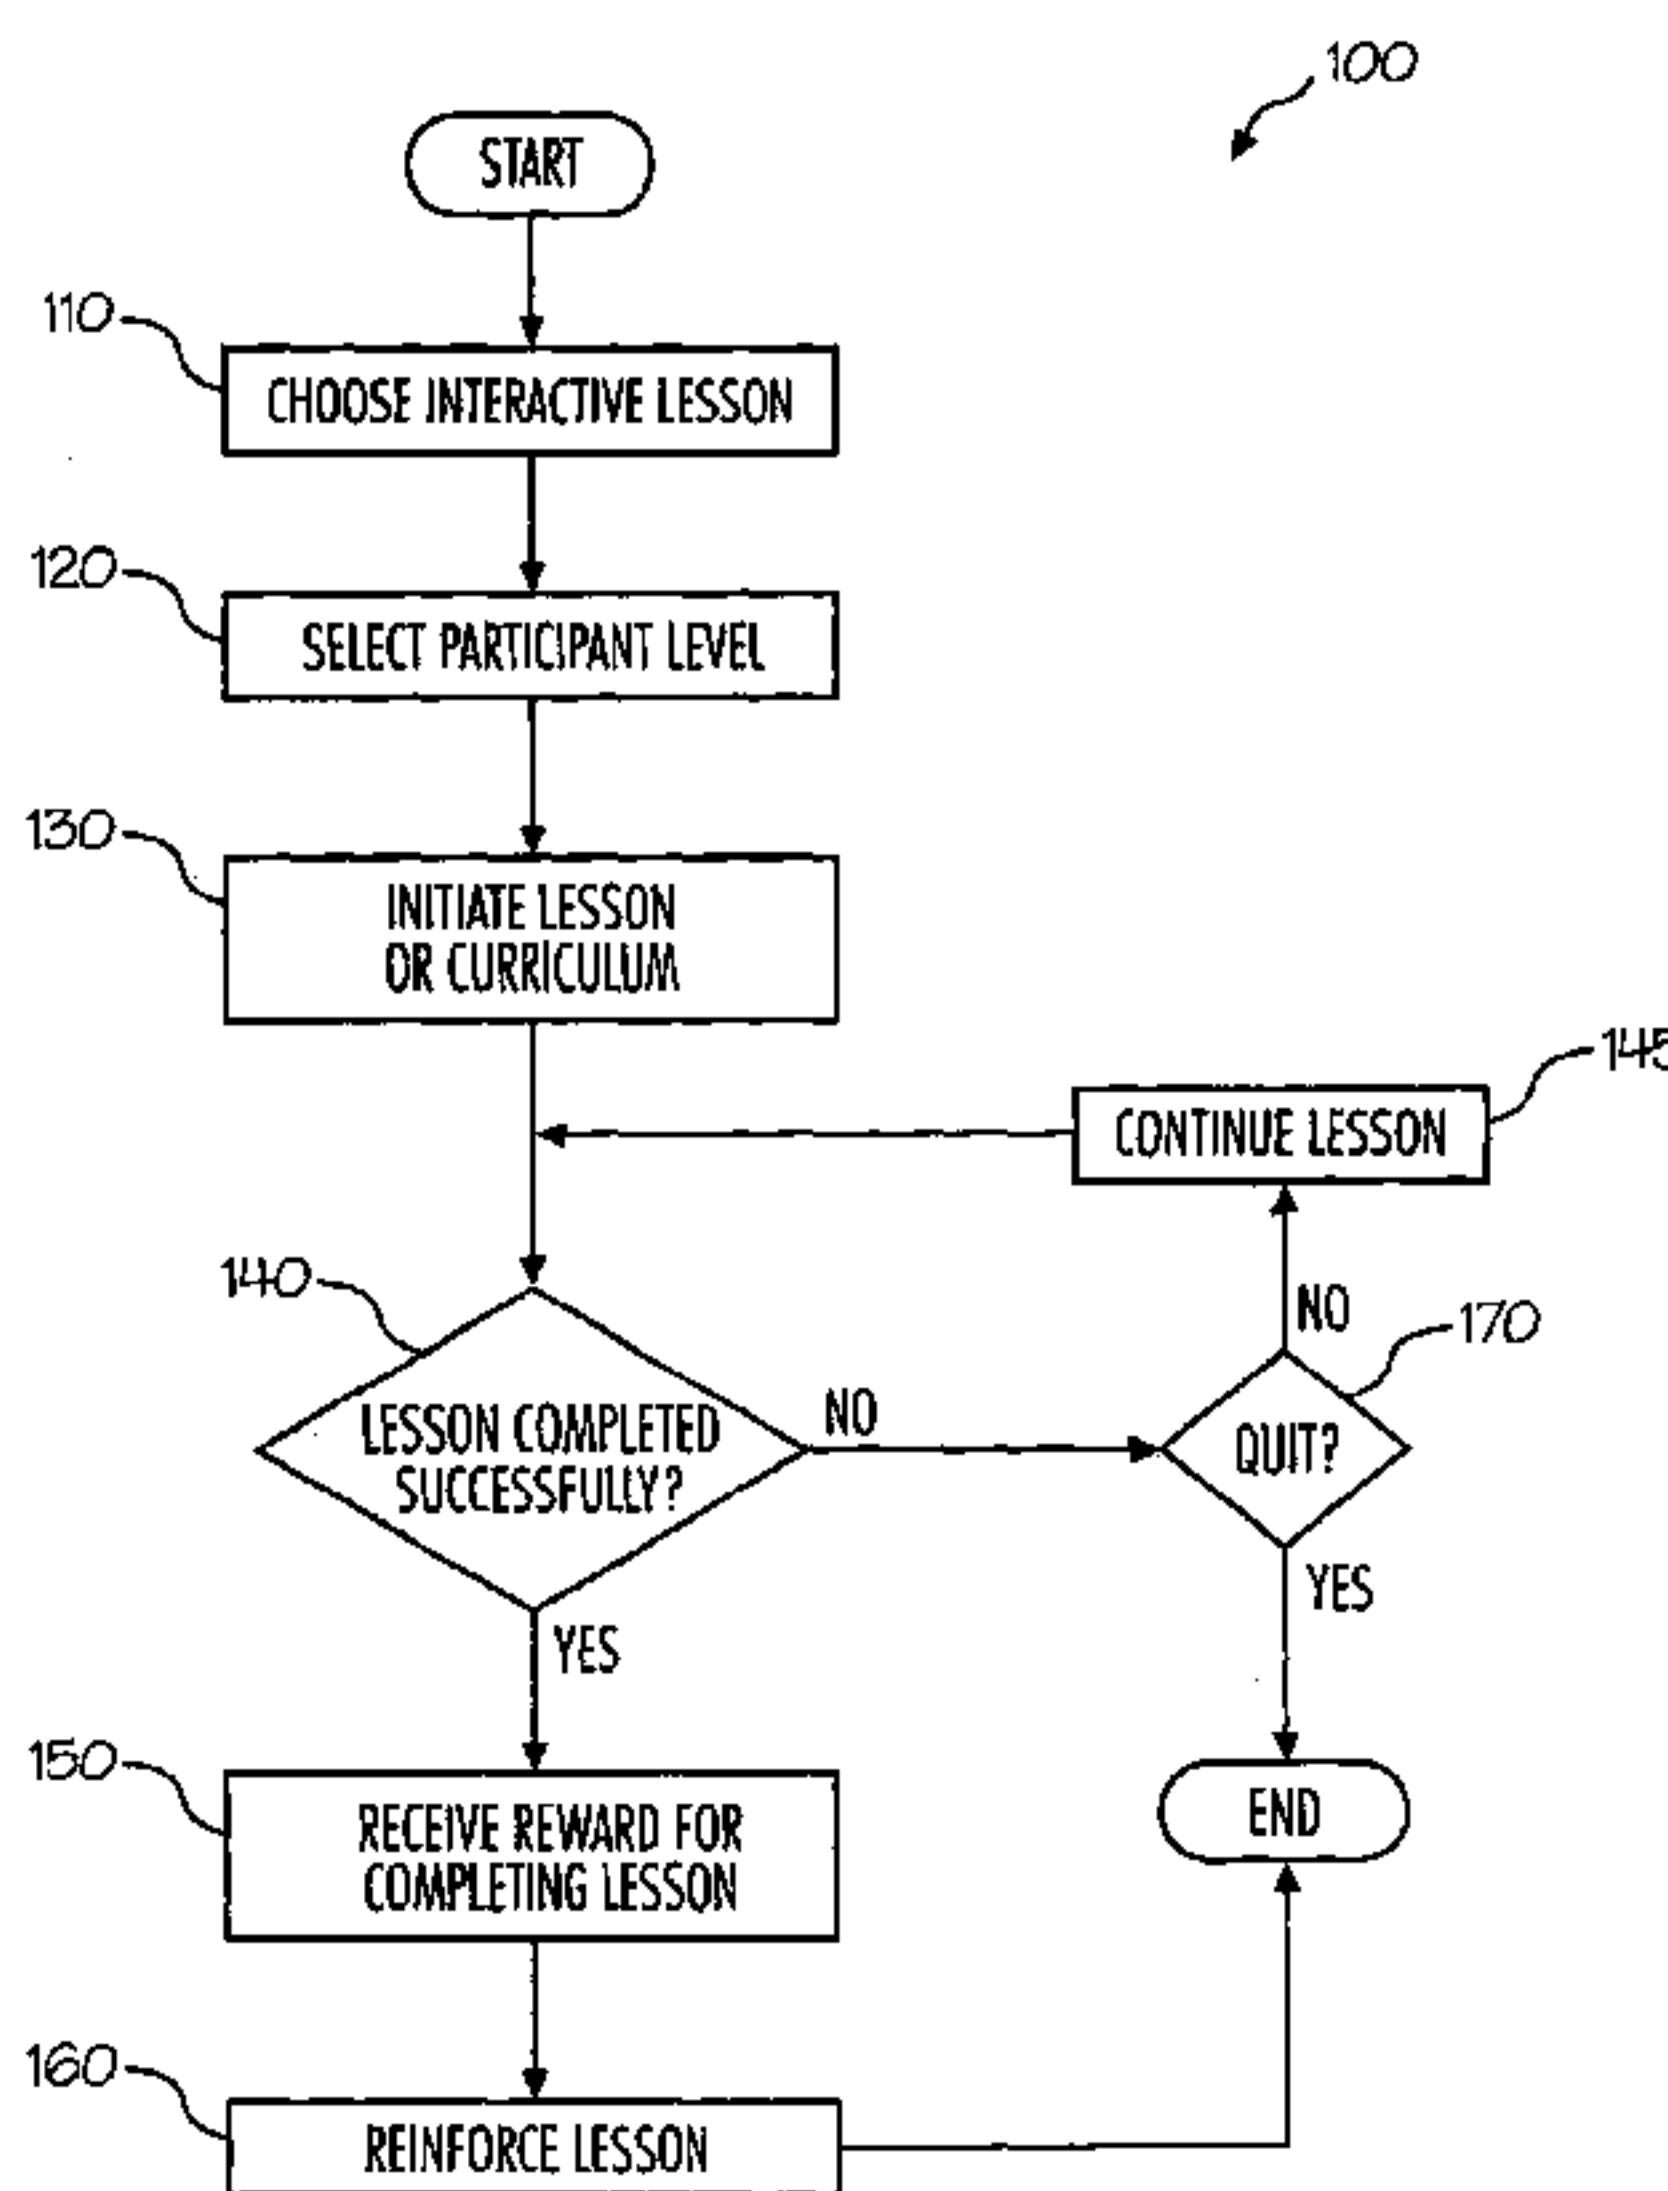 100
START
110
CHOOSE INTERACTIVE LESSON
120
SELECT PARTICIPANT LEVEL
130
INITIATE LESSON
OR CURRICULUM
145
CONTINUE LESSON
140
NO
170
LESSON COMPLETED
SUCCESSFULLY?
NO
QUIT?
YES
YES
150
RECEIVE REWARD FOR
COMPLETING LESSON
END
160
REINFORCE LESSON